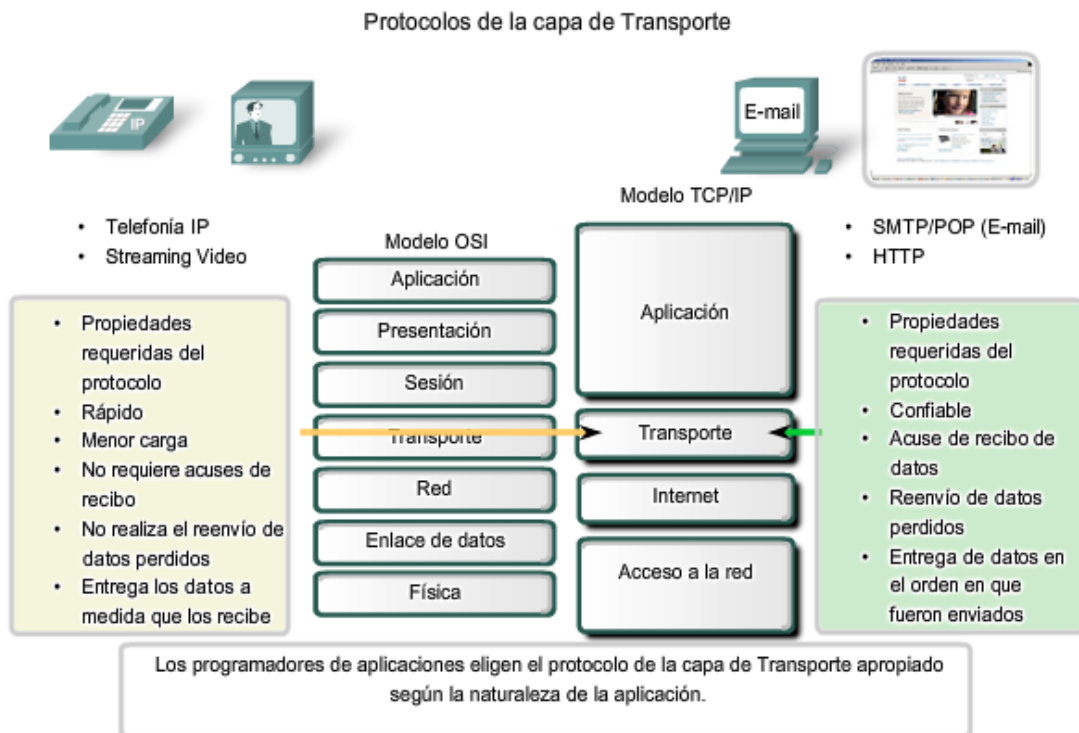 Protocolos de la capa de Transporte
IP
E-mail
Telefonía IP
Streaming Video
Propiedades
requeridas del
protocolo
Rápido
Menor carga
No requiere acuses de
recibo
No realiza el reenvío de
datos perdidos
Entrega los datos a
medida que los recibe
Modelo OSI
Aplicación
Presentación
Sesión
Transporte
Red
Enlace de datos
Física
Modelo TCP/IP
Aplicación
Transporte
Internet
Acceso a la red
SMTP/POP (E-mail)
HTTP
Propiedades
requeridas del
protocolo
Confiable
Acuse de recibo de
datos
Reenvío de datos
perdidos
Entrega de datos en
el orden en que
fueron enviados
Los programadores de aplicaciones eligen el protocolo de la capa de Transporte apropiado
según la naturaleza de la aplicación.